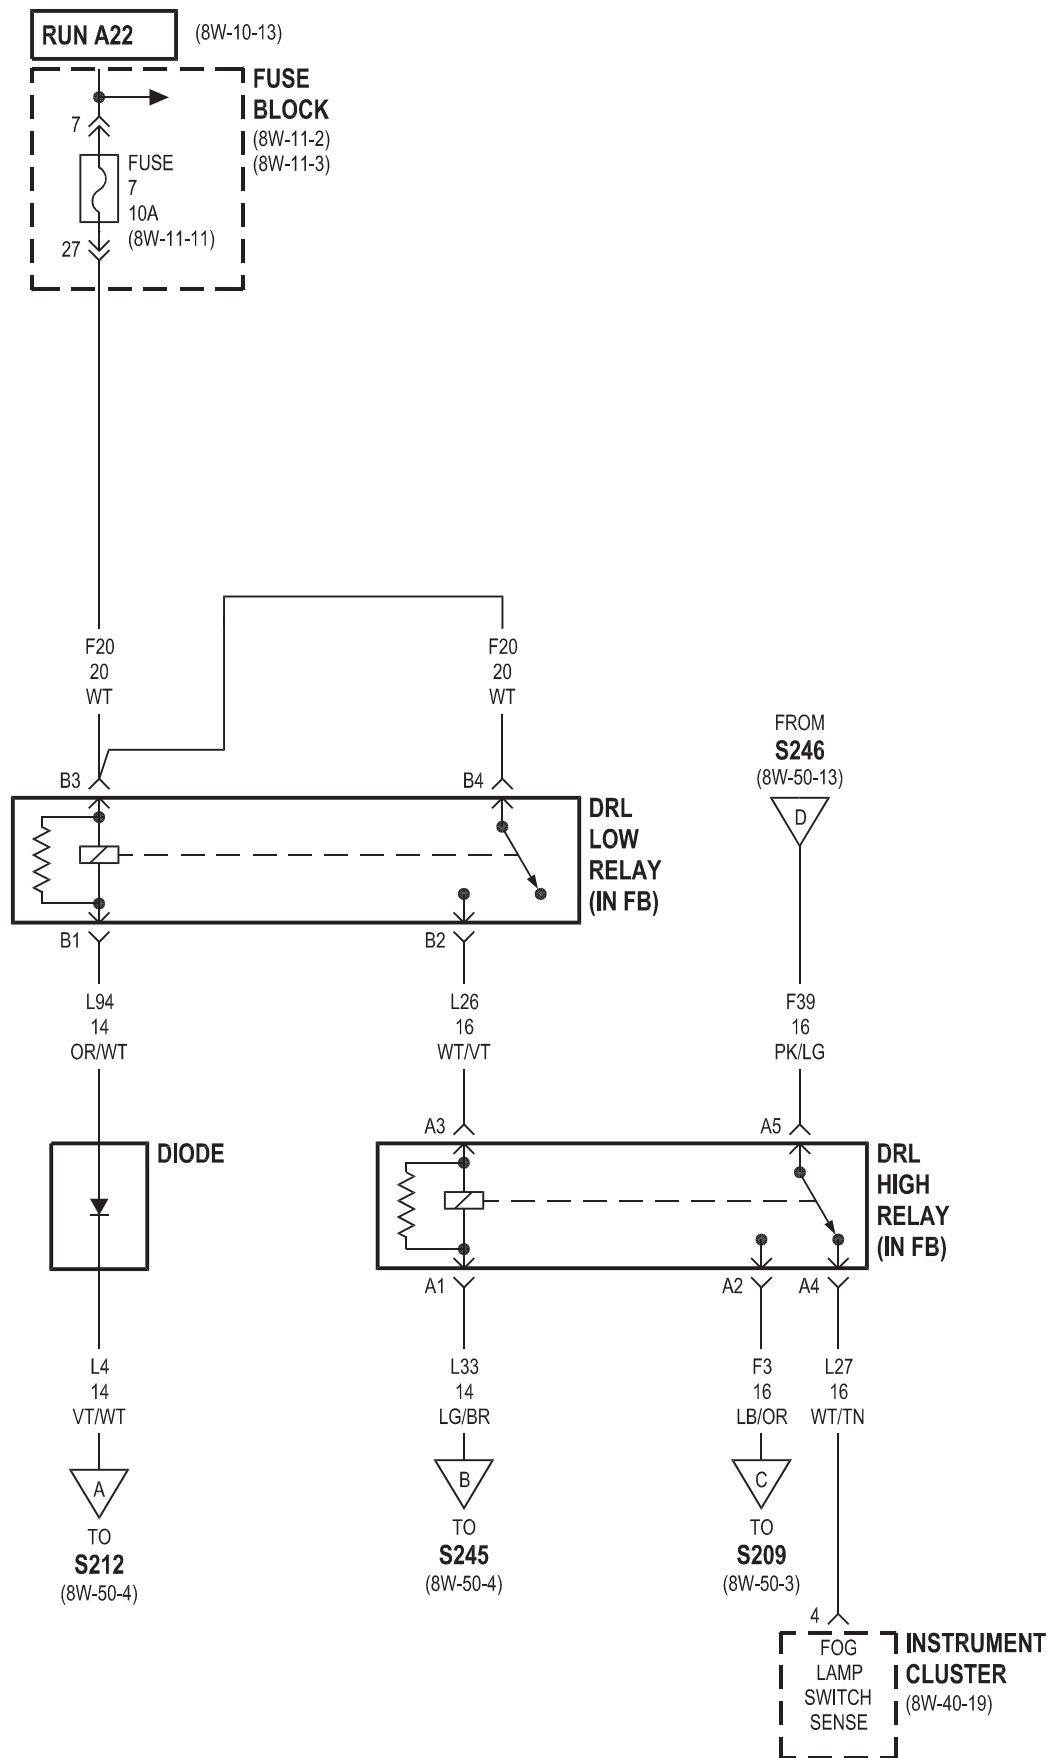 RUN A22
(8W-10-13)
FUSE
BLOCK
(8W-11-2)
(8W-11-3)
7
FUSE
7
10A
(8W-11-11)
27
F20
20
WT
F20
20
WT
FROM
S246
(8W-50-13)
D
B3
B4
DRL
LOW
RELAY
(IN FB)
B1
B2
L94
14
OR/WT
L26
16
WT/VT
F39
16
PK/LG
A3
A5
DIODE
DRL
HIGH
RELAY
(IN FB)
A1
A2
A4
L4
14
VT/WT
L33
14
LG/BR
F3
16
LB/OR
L27
16
WT/TN
A
TO
S212
(8W-50-4)
B
TO
S245
(8W-50-4)
C
TO
S209
(8W-50-3)
4
FOG
LAMP
SWITCH
SENSE
INSTRUMENT
CLUSTER
(8W-40-19)